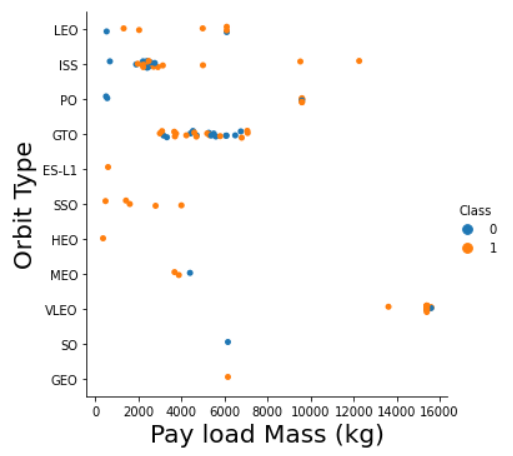 LEO
ISS
PO
GTO
ES-L1
SSO
HEO
MEO
VLEO
SO
GEO
Orbit Type
Class
0
1
0 2000 4000 6000 8000 10000 12000 14000 16000
Pay load Mass (kg)